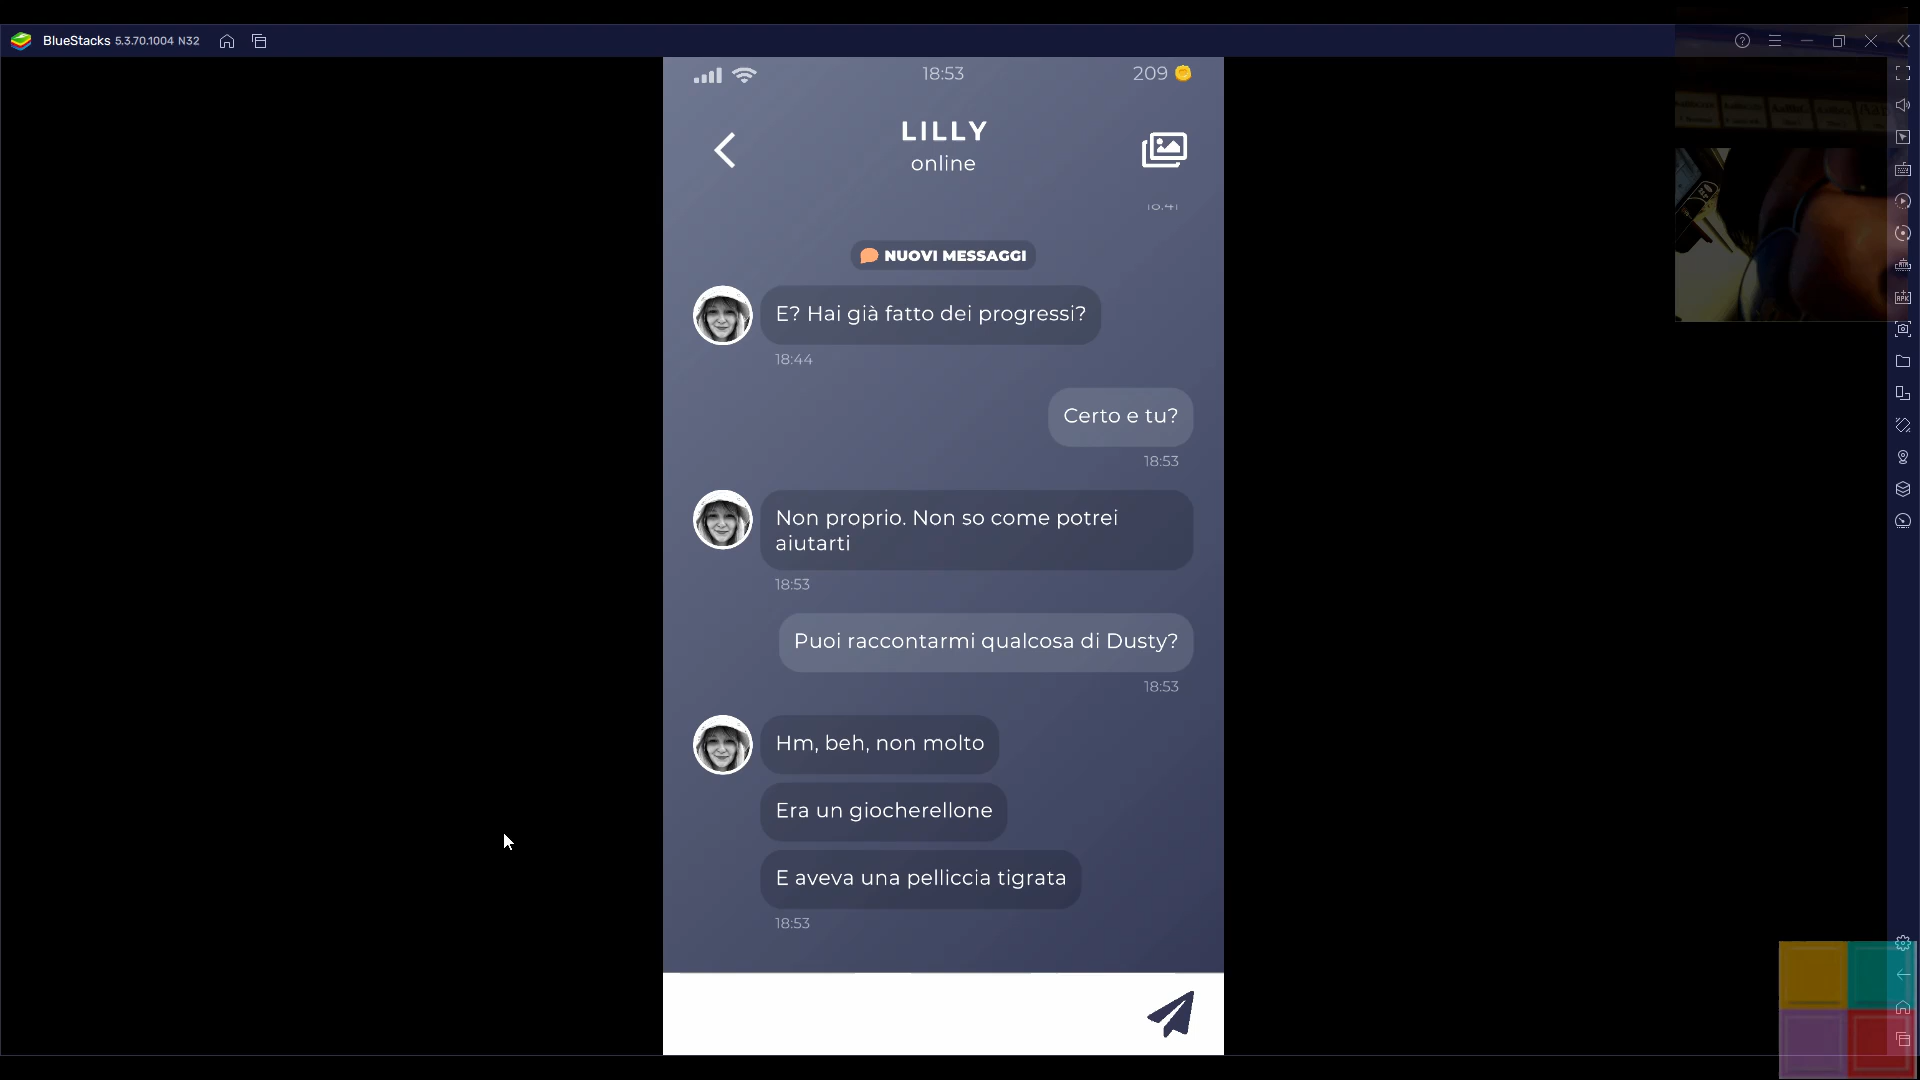 BlueStacks 5.3.70.1004 N32
18:53
209
LILLY
online
NUOVI MESSAGGI
E? Hai già fatto dei progressi?
18:44
Certo e tu?
18:53
Non proprio. Non so come potrei
aiutarti
18:53
Puoi raccontarmi qualcosa di Dusty?
18:53
Hm, beh, non molto
Era un giocherellone
E aveva una pelliccia tigrata
18:53